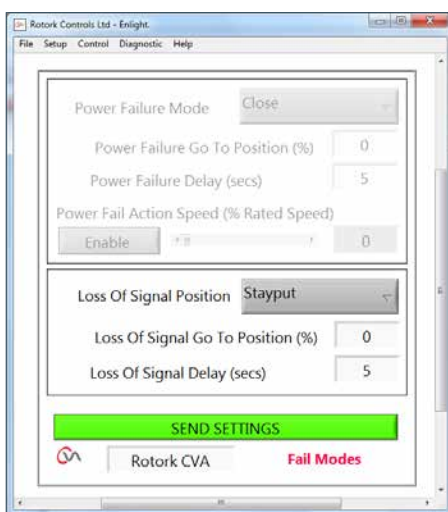 Rotork Controls Ltd - Enlight.
File Setup Control Diagnostic Help
Power Failure Mode Close
Power Failure Go To Position (%) 0
Power Failure Delay (secs) 5
Power Fail Action Speed (% Rated Speed)
Enable 0
Loss Of Signal Position Stayput
Loss Of Signal Go To Position (%) 0
Loss Of Signal Delay (secs) 5
SEND SETTINGS
Rotork CVA Fail Modes